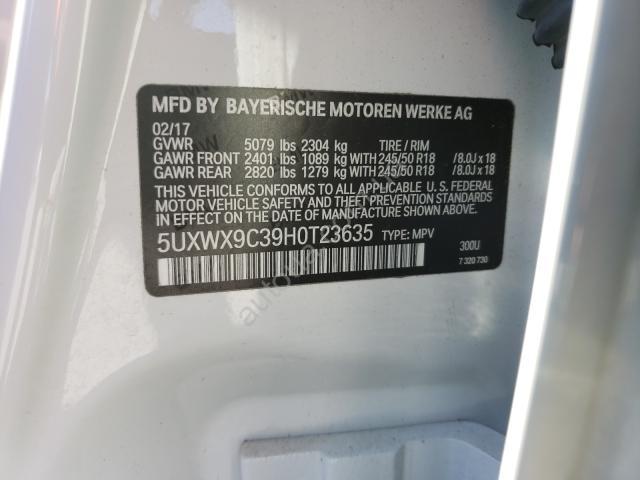 MFD BY BAYERISCHE MOTOREN WERKE AG
02/17
GVWR 5079 lbs 2304 kg TIRE / RIM
GAWR FRONT 2401 lbs 1089 kg WITH 245/50 R18 /8.0J x 18
GAWR REAR 2820 lbs 1279 kg WITH 245/50 R18 /8.0J x 18
THIS VEHICLE CONFORMS TO ALL APPLICABLE U. S. FEDERAL
MOTOR VEHICLE SAFETY AND THEFT PREVENTION STANDARDS
IN EFFECT ON THE DATE OF MANUFACTURE SHOWN ABOVE.
5UXWX9C39H0T23635 TYPE: MPV
300U
7 320 730